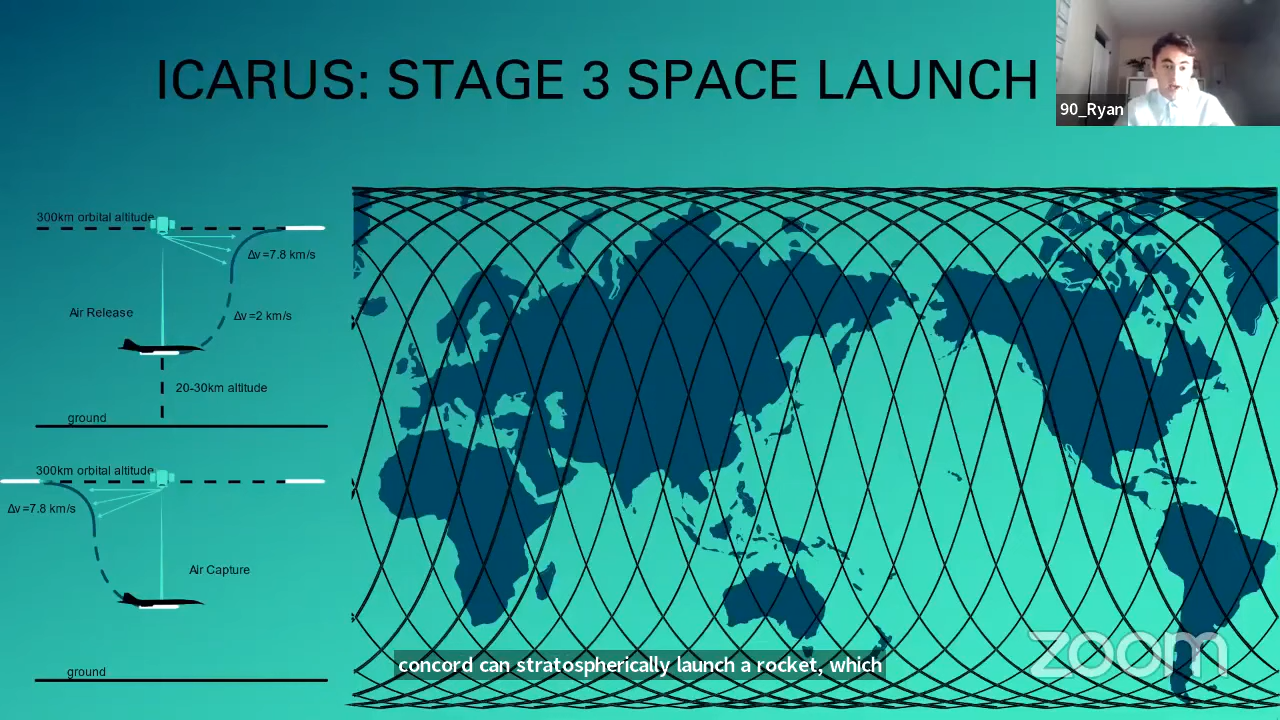 ICARUS: STAGE 3 SPACE LAUNCH
90_Ryan
300km orbital altitude
Δv=7.8 km/s
Air Release
Δv=2 km/s
20-30km altitude
ground
300km orbital altitude
Δv=7.8 km/s
Air Capture
ground
concord can stratospherically launch a rocket, which
zoom